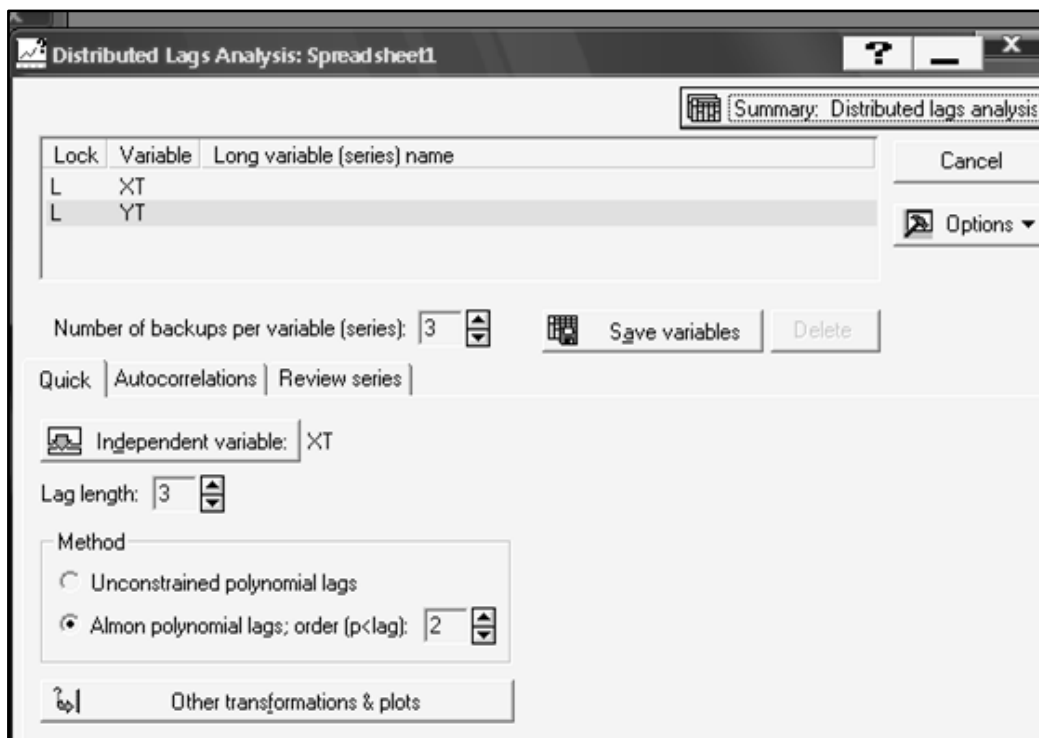 Distributed Lags Analysis: Spreadsheet1
Summary: Distributed lags analysis
Lock Variable Long variable (series) name
L XT
L YT
Cancel
Options
Number of backups per variable (series): 3
Save variables
Delete
Quick Autocorrelations Review series
Independent variable: XT
Lag length: 3
Method
Unconstrained polynomial lags
Almon polynomial lags; order (p<lag): 2
Other transformations & plots